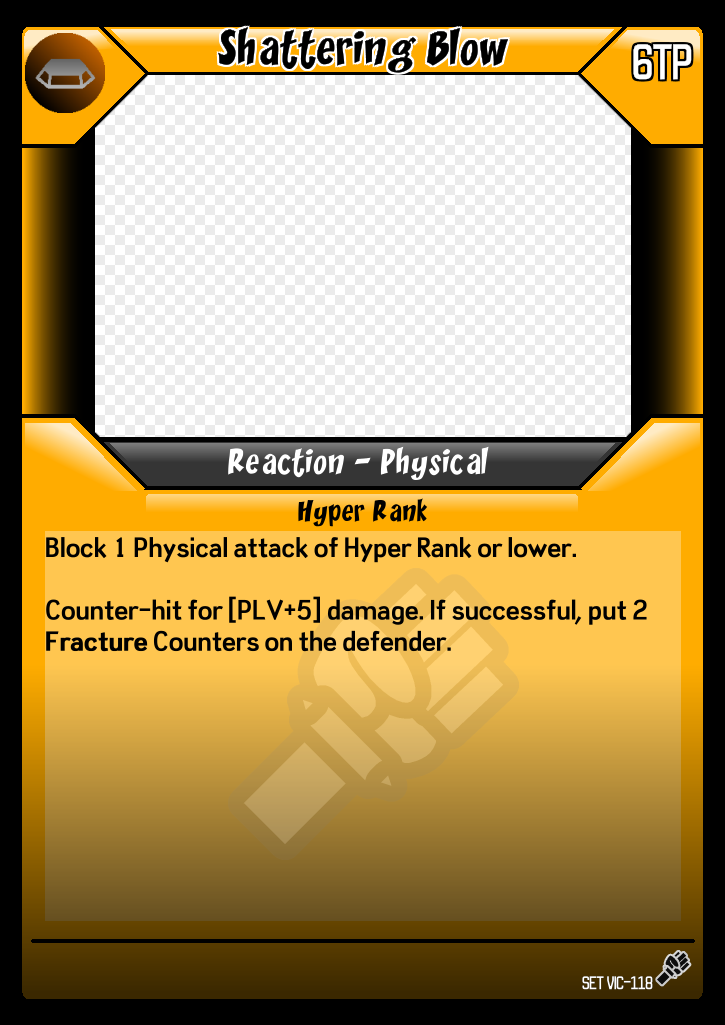 Shattering Blow
6TP
Reaction - Physical
Hyper Rank
Block 1 Physical attack of Hyper Rank or lower.
Counter-hit for [PLV+5] damage. If successful, put 2
Fracture Counters on the defender.
SET VIC-118